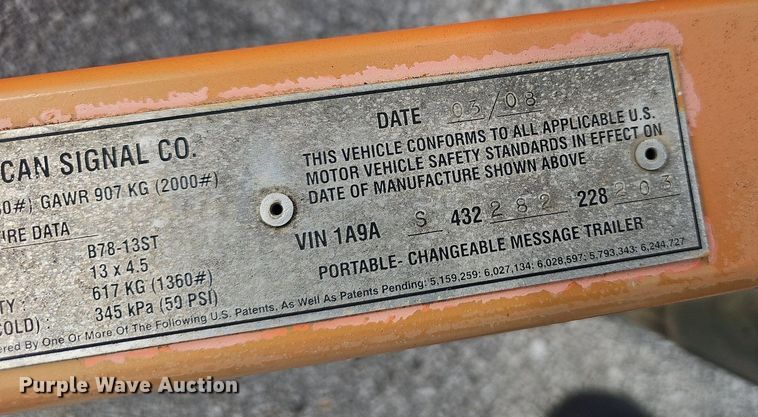 CAN SIGNAL CO.
0#) GAWR 907 KG (2000#)
IRE DATA
B78-13ST
13 x 4.5
TY : 617 KG (1360#)
COLD) : 345 kPa (50 PSI)
DATE 03/08
THIS VEHICLE CONFORMS TO ALL APPLICABLE U.S.
MOTOR VEHICLE SAFETY STANDARDS IN EFFECT ON
DATE OF MANUFACTURE SHOWN ABOVE
VIN 1A9A S 432 282 228 203
PORTABLE- CHANGEABLE MESSAGE TRAILER
ered By One Or More Of The Following U.S. Patents, As Well As Patents Pending: 5,159,259; 6,027,134; 6,028,597; 5,793,343; 6,244,727
Purple Wave Auction